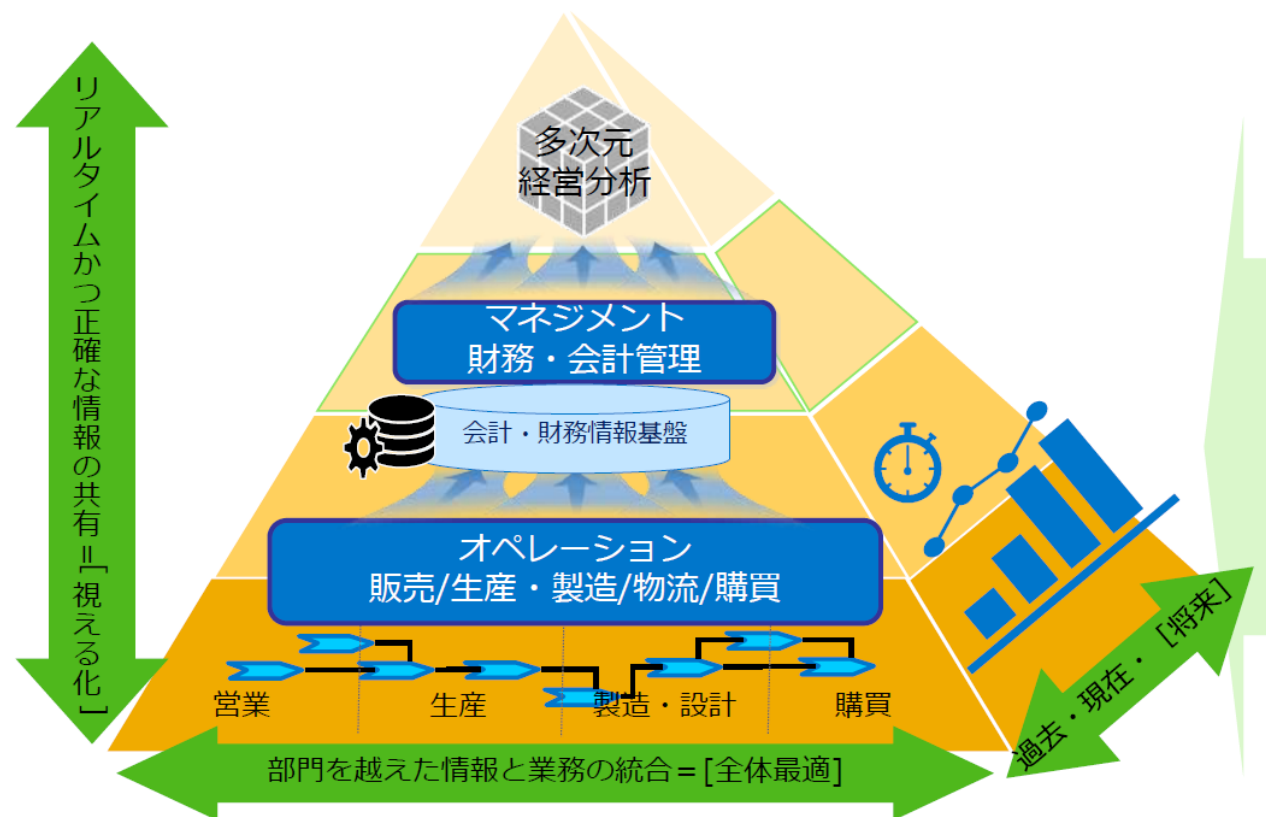 リアルタイムかつ正確な情報の共有=[視える化]
多次元
経営分析
マネジメント
財務・会計管理
会計・財務情報基盤
オペレーション
販売/生産・製造/物流/購買
営業
生産
製造・設計
購買
過去・現在・[将来]
部門を越えた情報と業務の統合=[全体最適]